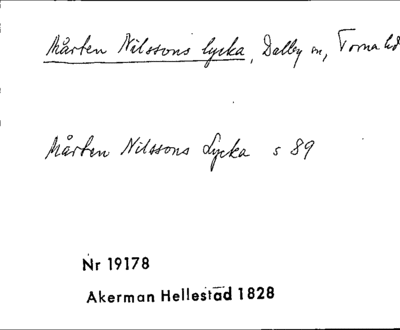 Mårten Nilssons lycka, Dalby sn, Torna hd
Mårten Nilssons Lycka s 89
Nr 19178
Akerman Hellestad 1828